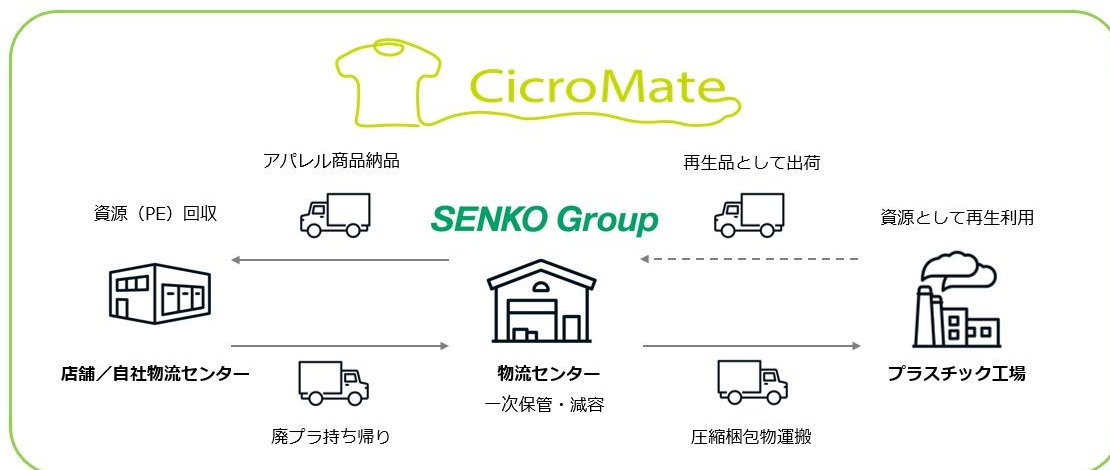 CicroMate
アパレル商品納品
再生品として出荷
資源（PE）回収
SENKO Group
資源として再生利用
店舗／自社物流センター
物流センター
プラスチック工場
一次保管・減容
廃プラ持ち帰り
圧縮梱包物運搬